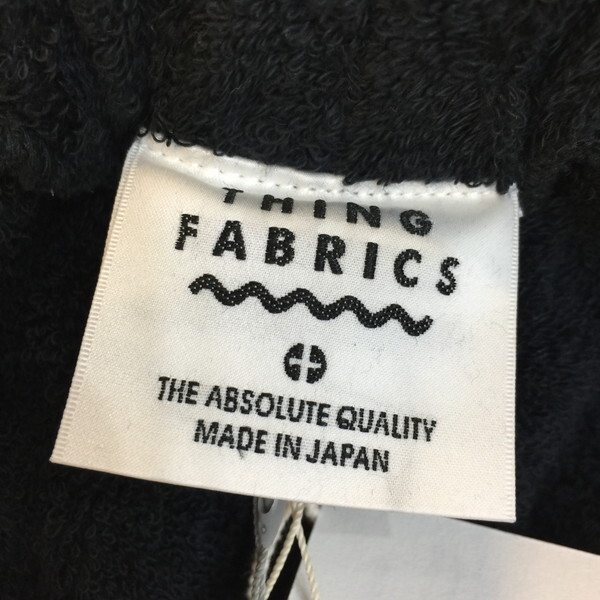 THING
FABRICS
THE ABSOLUTE QUALITY
MADE IN JAPAN